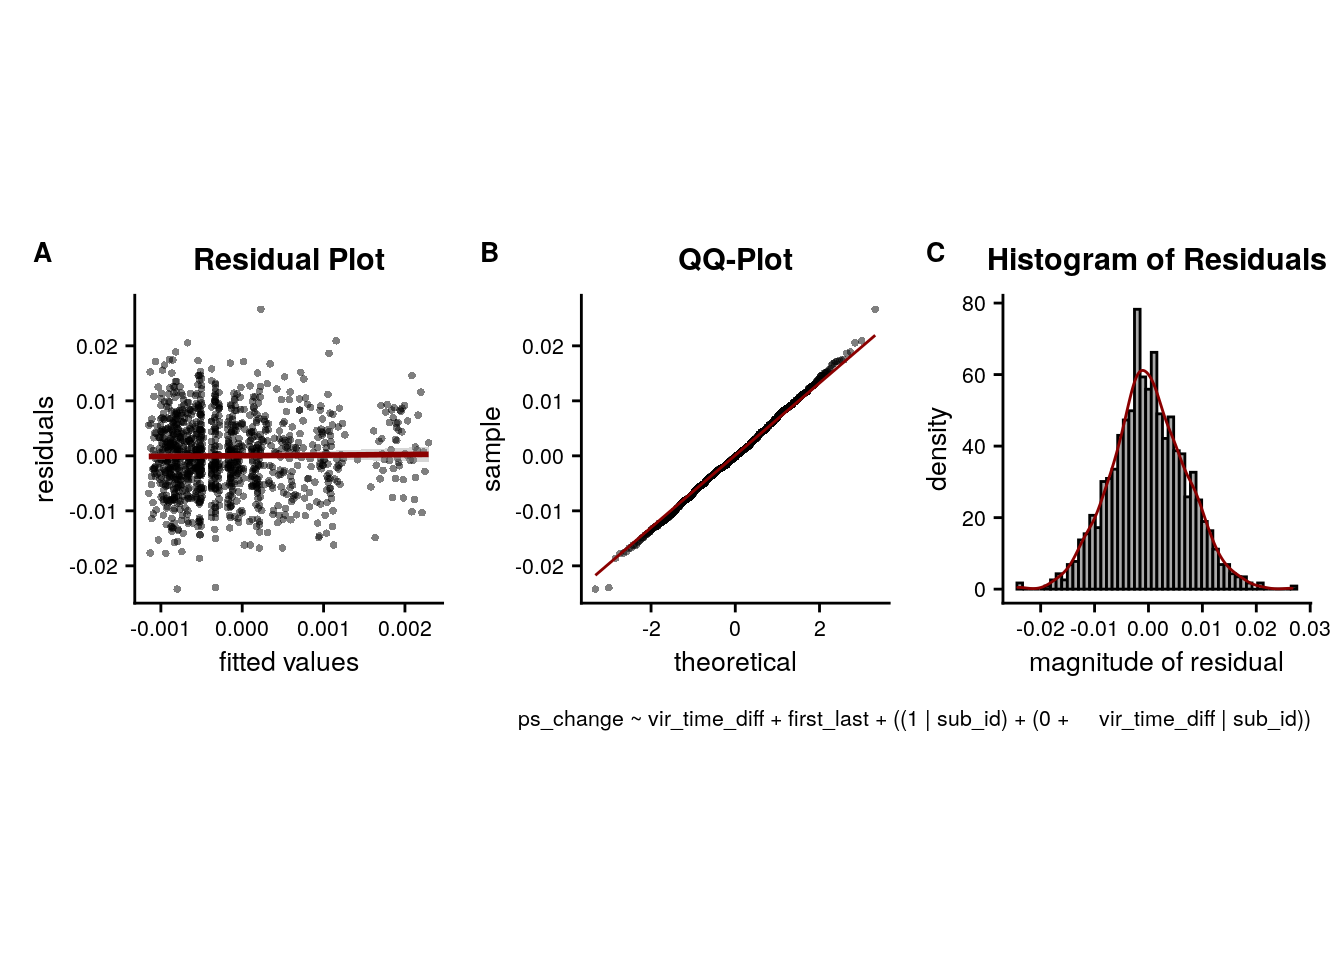 A
Residual Plot
residuals
0.02
0.01
0.00
-0.01
-0.02
-0.001
0.000
0.001
0.002
fitted values
B
QQ-Plot
sample
0.02
0.01
0.00
-0.01
-0.02
-2
0
2
theoretical
C
Histogram of Residuals
density
80
60
40
20
0
-0.02
-0.01
0.00
0.01
0.02
0.03
magnitude of residual
ps_change ~ vir_time_diff + first_last + ((1 | sub_id) + (0 +     vir_time_diff | sub_id))